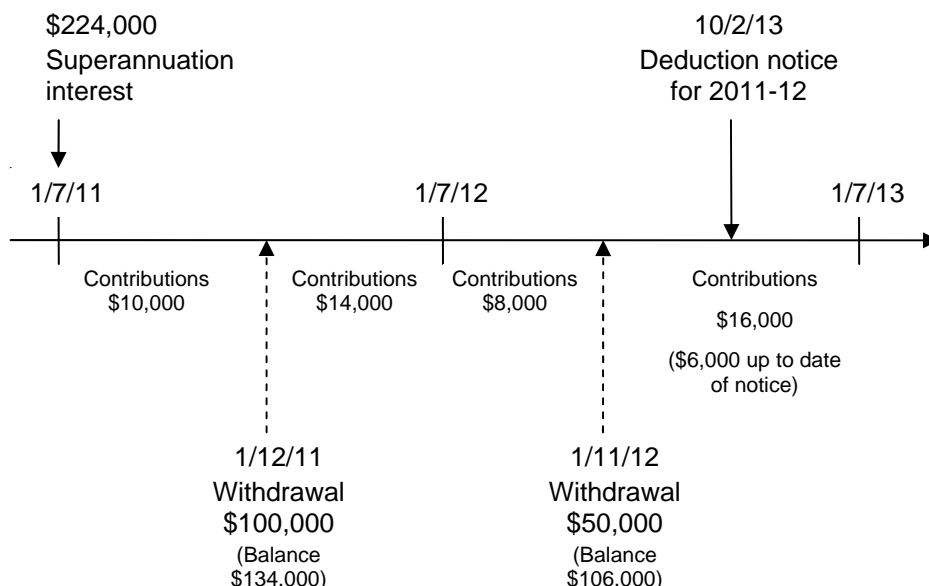 $224,000
Superannuation
interest
10/2/13
Deduction notice
for 2011-12
1/7/11
1/7/12
1/7/13
Contributions
$10,000
Contributions
$14,000
Contributions
$8,000
Contributions
$16,000
($6,000 up to date
of notice)
1/12/11
Withdrawal
$100,000
(Balance
$134,000)
1/11/12
Withdrawal
$50,000
(Balance
$106,000)